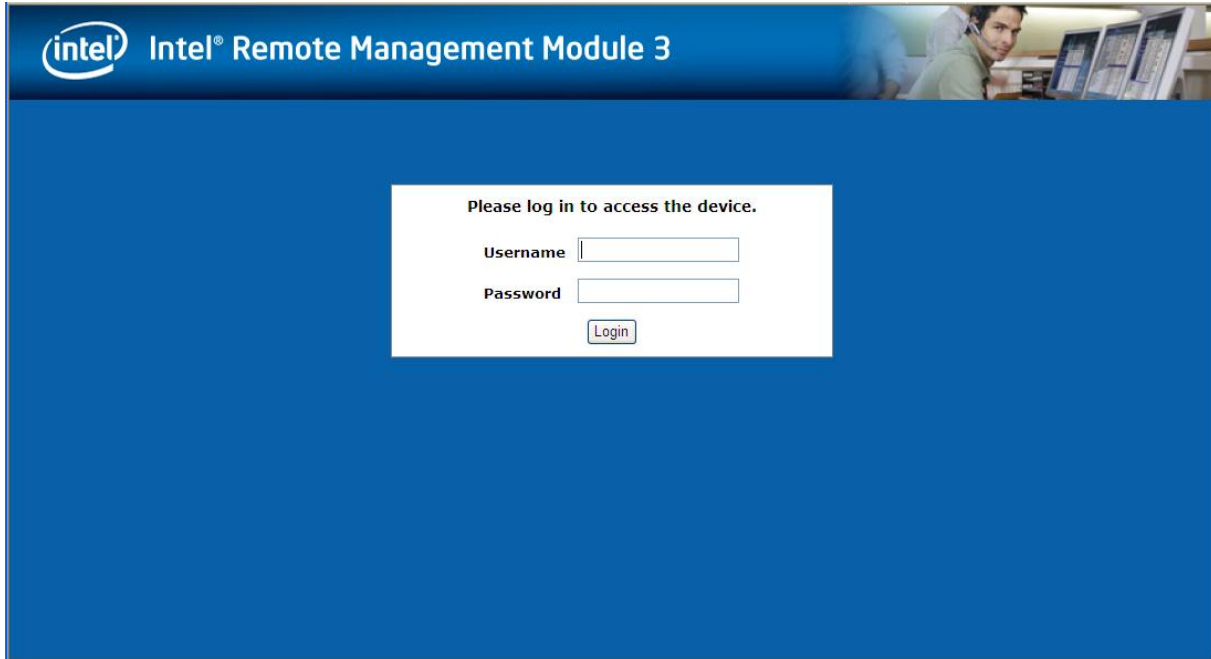 intel® Intel® Remote Management Module 3
Please log in to access the device.
Username
Password
Login